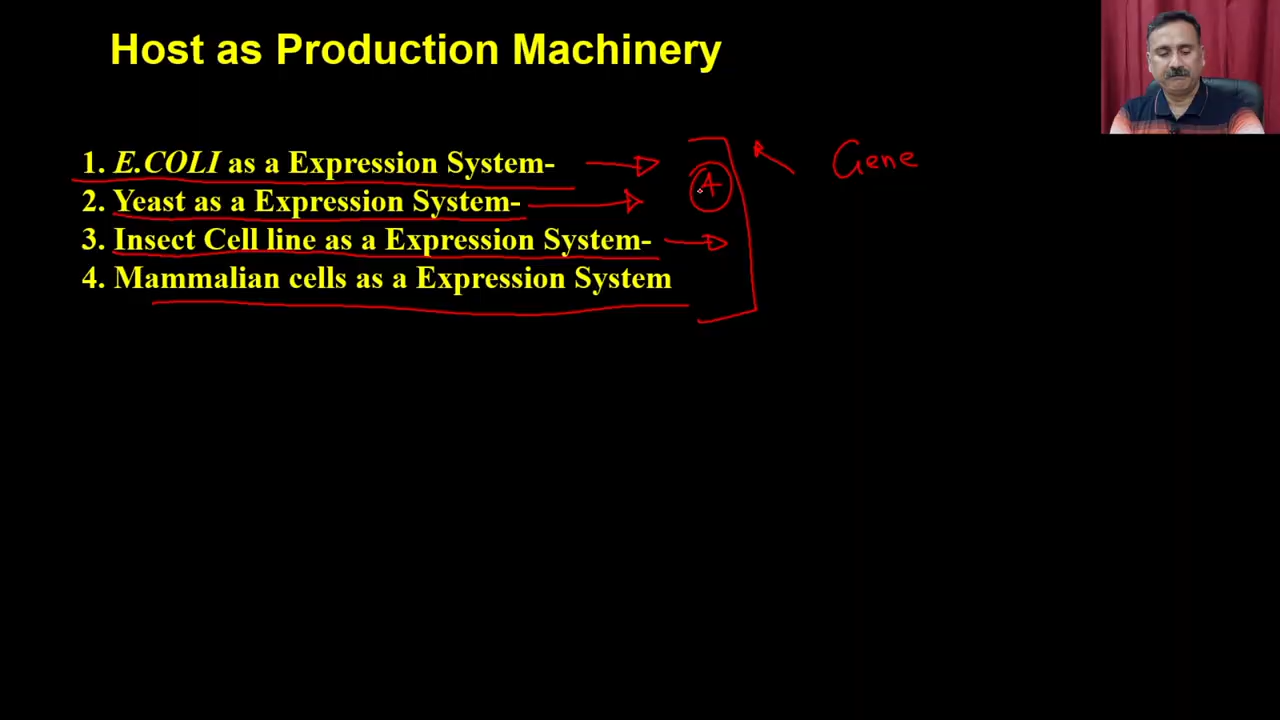 Host as Production Machinery
1. E.COLI as a Expression System-
2. Yeast as a Expression System-
3. Insect Cell line as a Expression System-
4. Mammalian cells as a Expression System
Gene